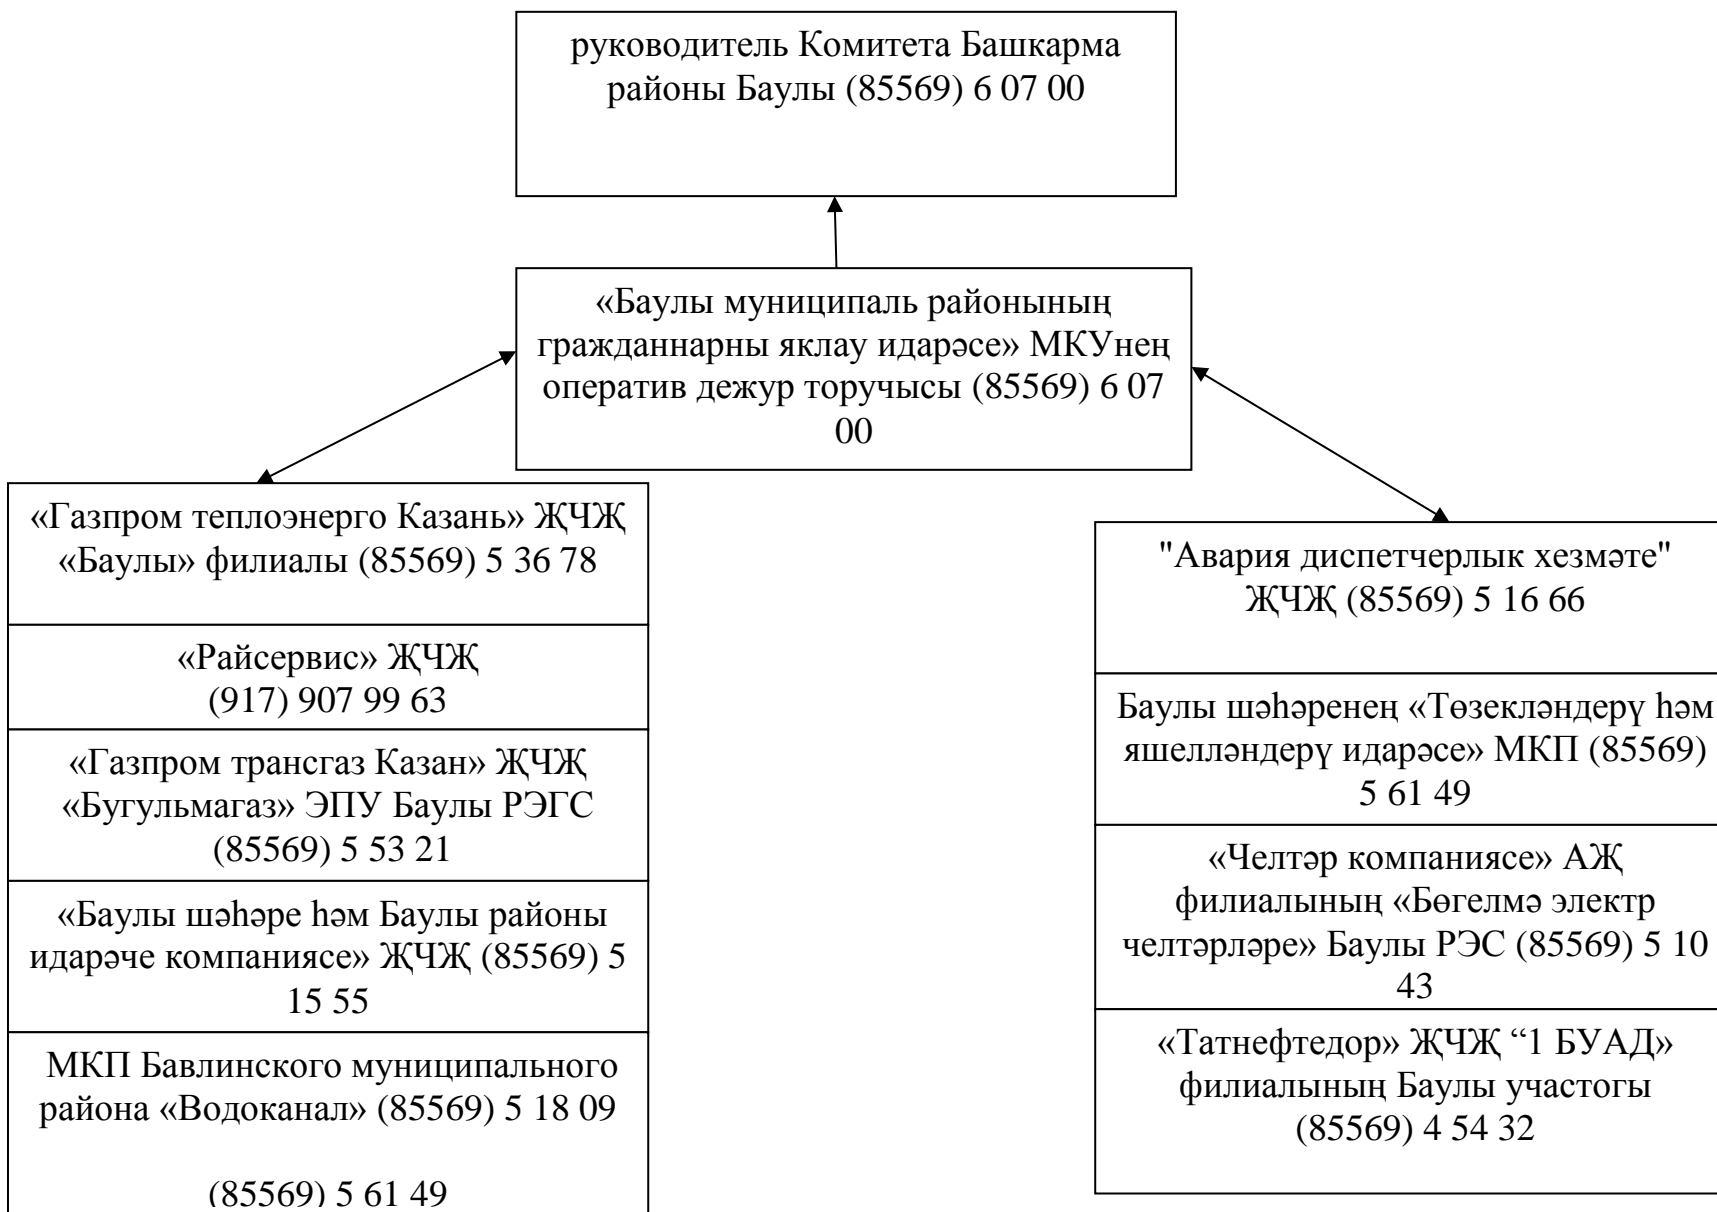 руководитель Комитета Башкарма
районы Баулы (85569) 6 07 00
«Баулы муниципаль районының
гражданнарны яклау идарәсе» МКУнең
оператив дежур торучысы (85569) 6 07
00
«Газпром теплоэнерго Казань» ҖЧҖ
«Баулы» филиалы (85569) 5 36 78
«Райсервис» ҖЧҖ
(917) 907 99 63
«Газпром трансгаз Казан» ҖЧҖ
«Бугульмагаз» ЭПУ Баулы РЭГС
(85569) 5 53 21
«Баулы шәһәре һәм Баулы районы
идарәче компаниясе» ҖЧҖ (85569) 5
15 55
МКП Бавлинского муниципального
района «Водоканал» (85569) 5 18 09
(85569) 5 61 49
"Авария диспетчерлык хезмәте"
ҖЧҖ (85569) 5 16 66
Баулы шәһәренең «Төзекләндерү һәм
яшелләндерү идарәсе» МКП (85569)
5 61 49
«Челтәр компаниясе» АҖ
филиалының «Бөгелмә электр
челтәрләре» Баулы РЭС (85569) 5 10
43
«Татнефтедор» ҖЧҖ “1 БУАД»
филиалының Баулы участогы
(85569) 4 54 32